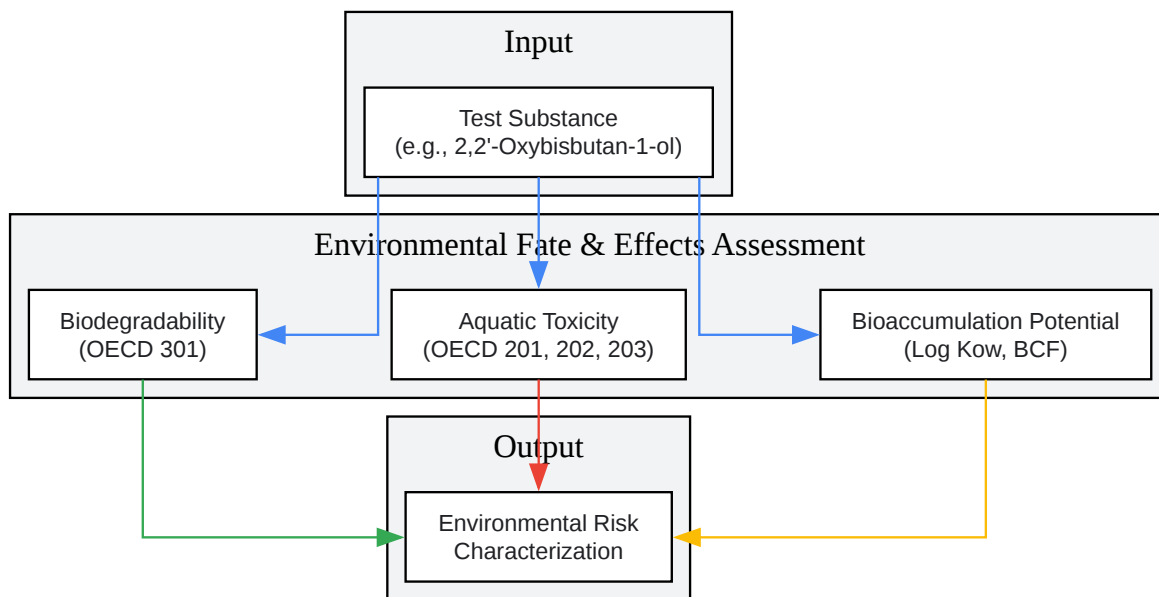 Input
Test Substance
(e.g., 2,2'-Oxybisbutan-1-ol)
Environmental Fate & Effects Assessment
Biodegradability
(OECD 301)
Aquatic Toxicity
(OECD 201, 202, 203)
Bioaccumulation Potential
(Log Kow, BCF)
Output
Environmental Risk
Characterization